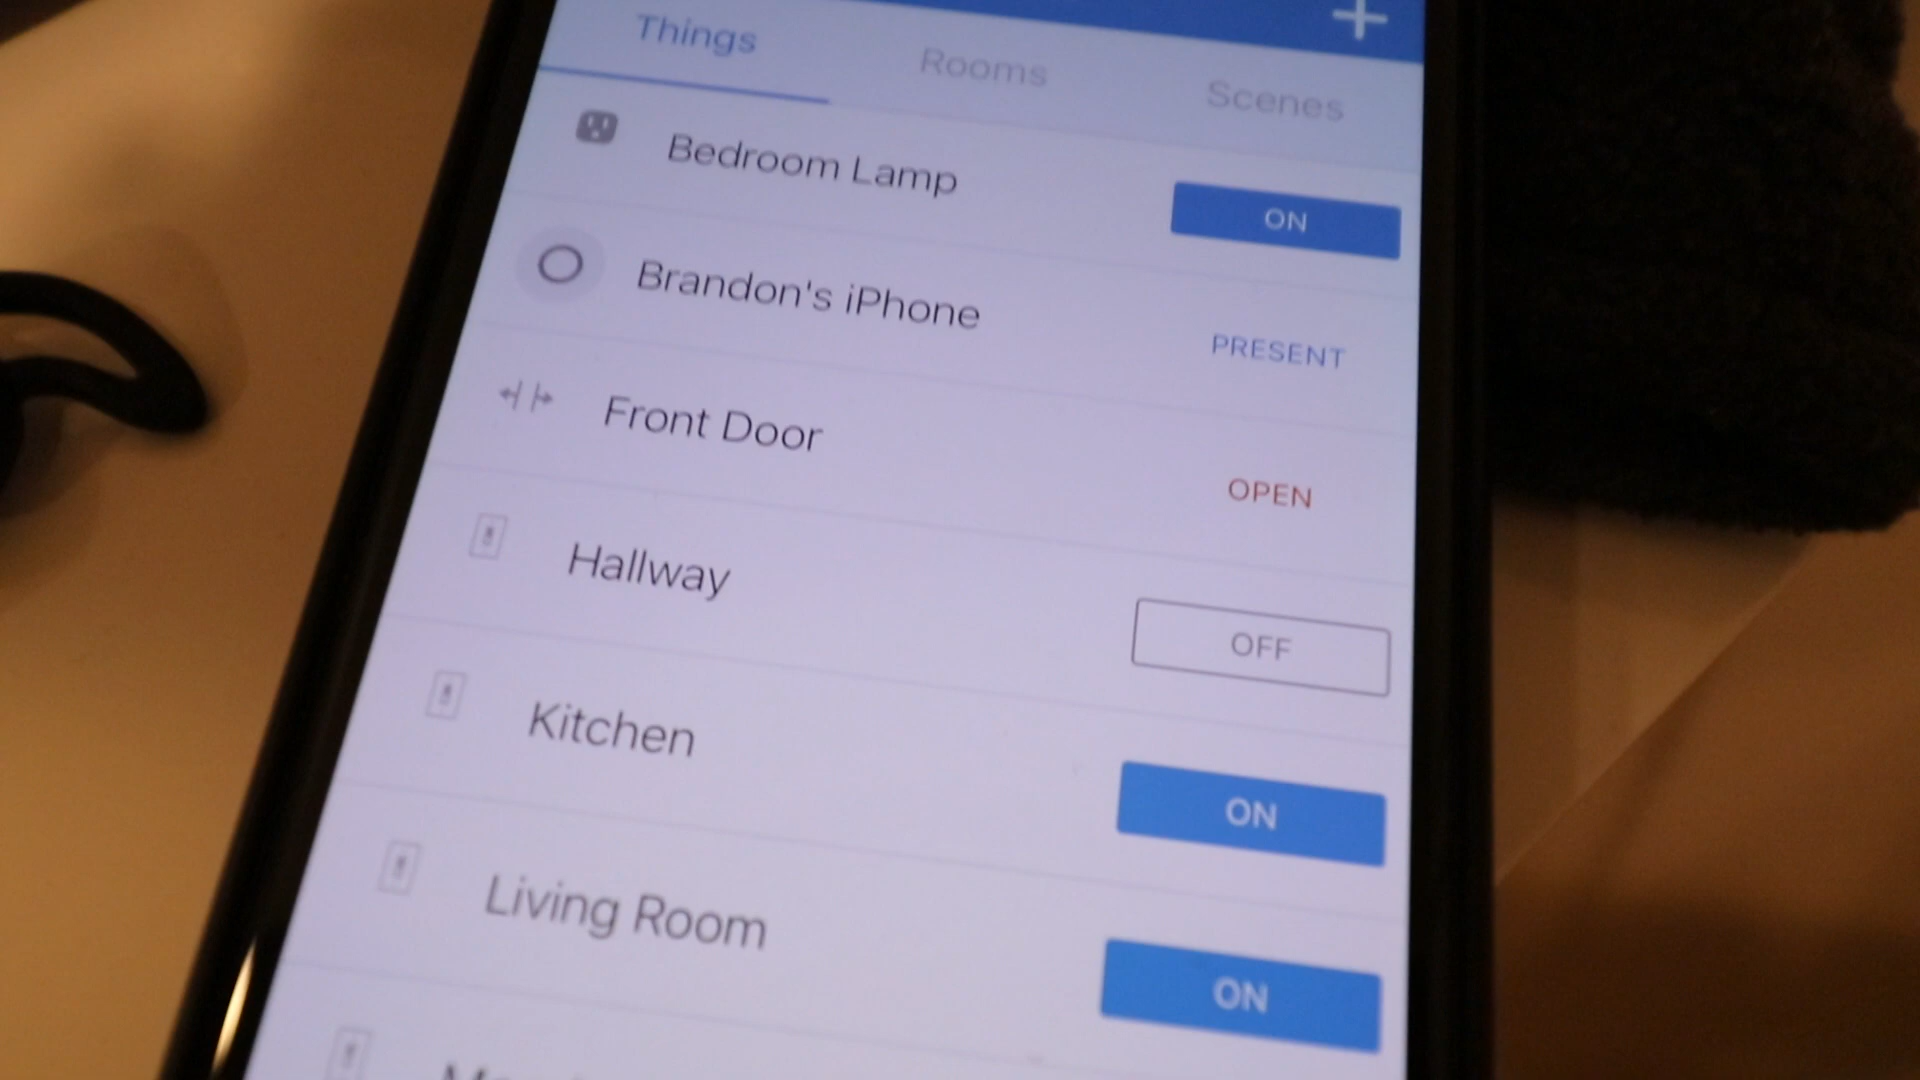 Things Rooms Scenes
Bedroom Lamp ON
Brandon's iPhone PRESENT
Front Door OPEN
Hallway OFF
Kitchen ON
Living Room ON